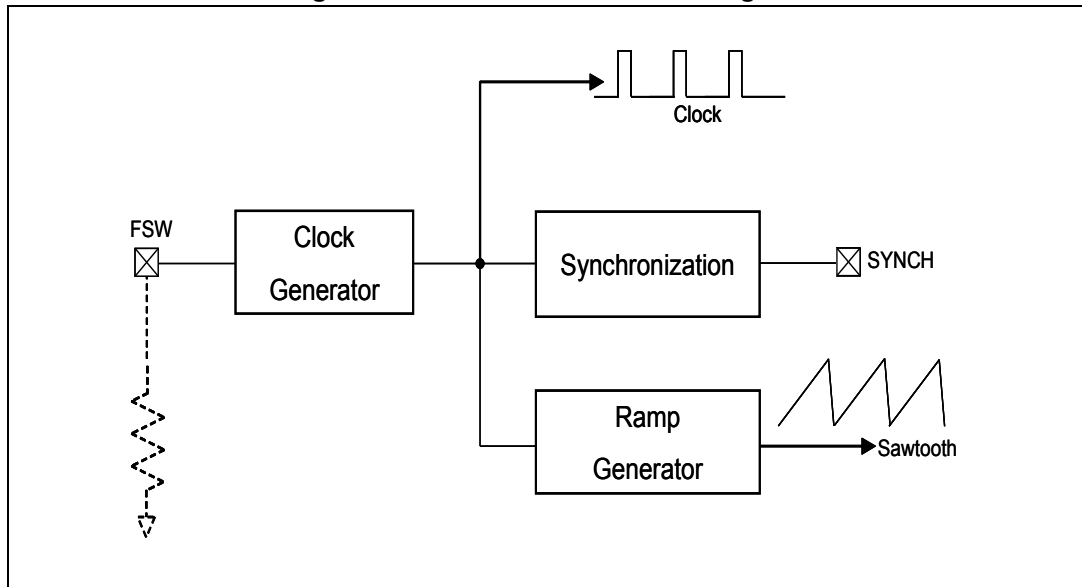 Clock
FSW
Clock
Generator
Synchronization
SYNCH
Ramp
Generator
Sawtooth